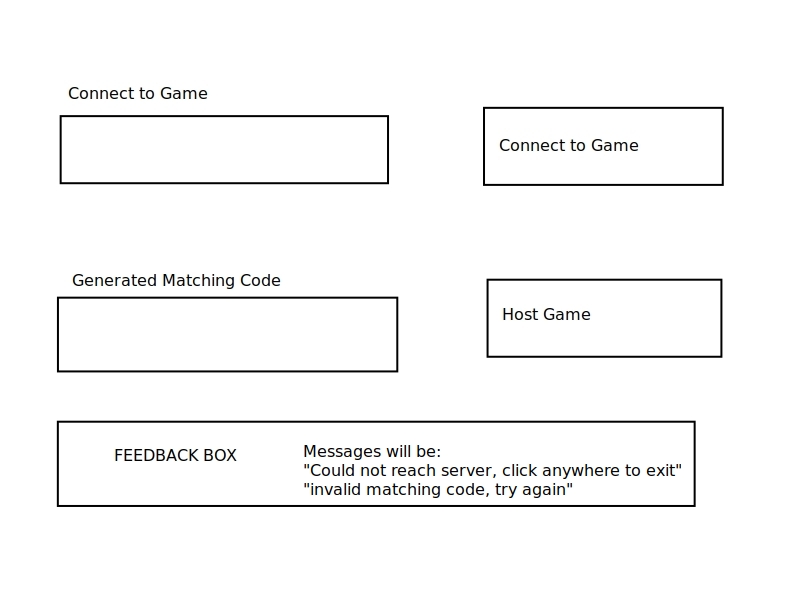 Connect to Game
Connect to Game
Generated Matching Code
Host Game
FEEDBACK BOX
Messages will be:
"Could not reach server, click anywhere to exit"
"invalid matching code, try again"